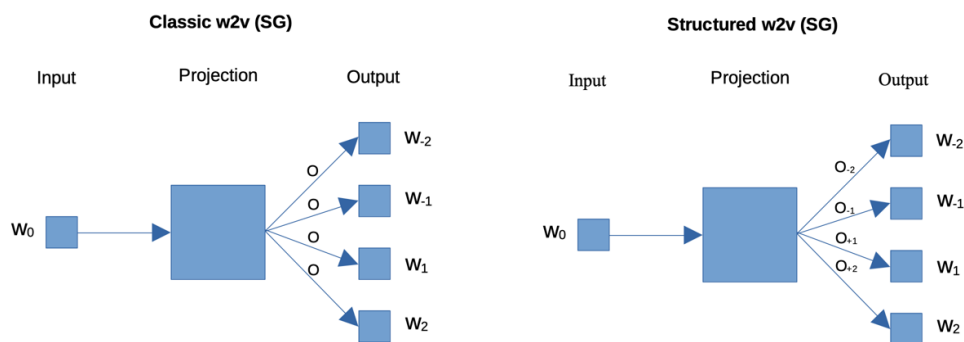 Classic w2v (SG)
Input
Projection
Output
W₀
O
O
O
O
W₋₂
W₋₁
W₁
W₂
Structured w2v (SG)
Input
Projection
Output
W₀
O₋₂
O₋₁
O₊₁
O₊₂
W₋₂
W₋₁
W₁
W₂